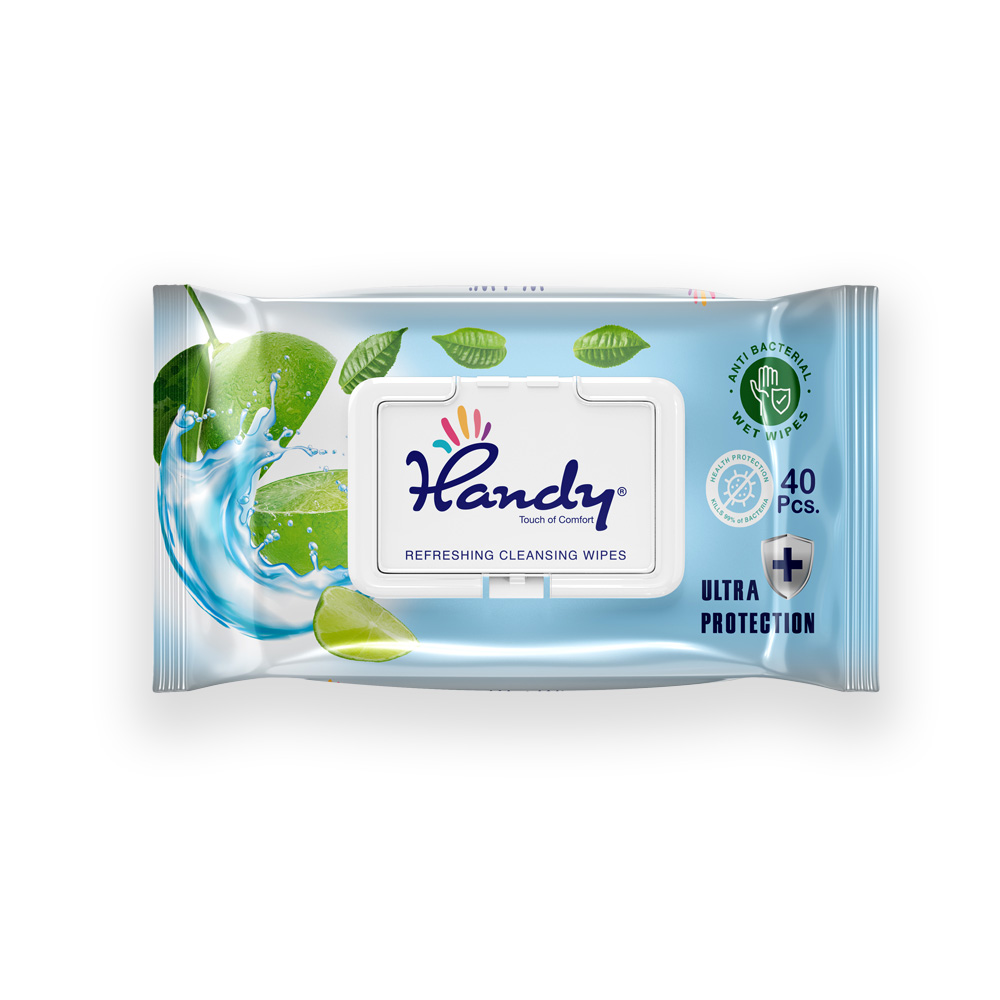 ANTI BACTERIAL
WET WIPES
Handy®
Touch of Comfort
REFRESHING CLEANSING WIPES
HEALTH PROTECTION
KILLS 99% of BACTERIA
40
Pcs.
ULTRA
PROTECTION